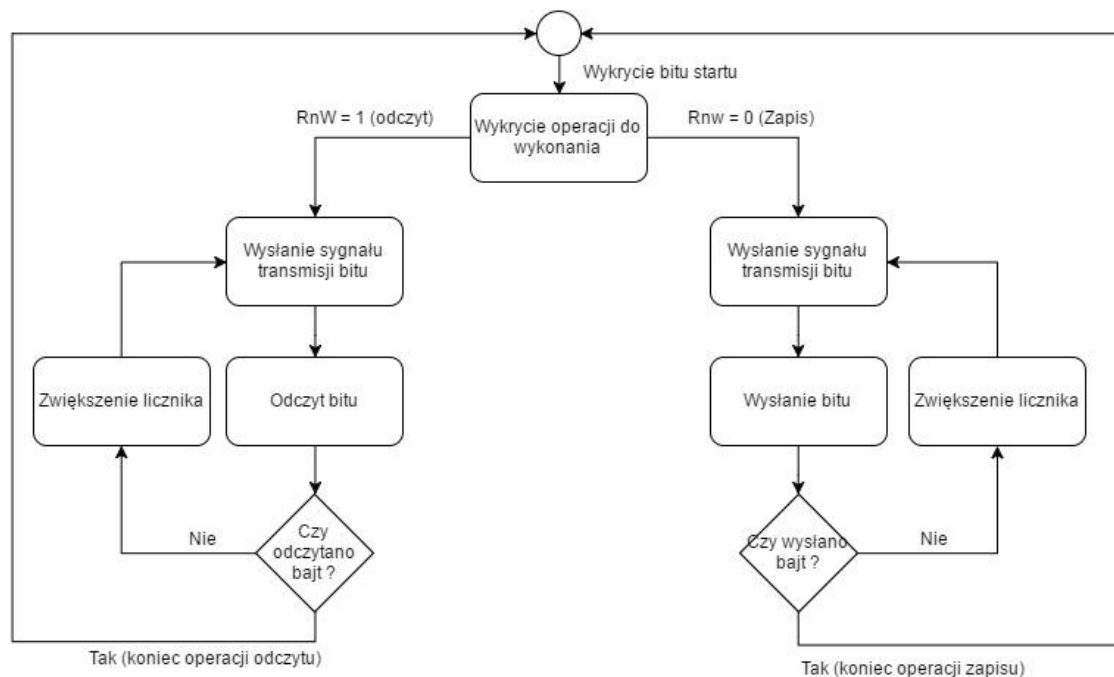 Wykrycie bitu startu
RnW = 1 (odczyt)
Rnw = 0 (Zapis)
Wykrycie operacji do
wykonania
Wysłanie sygnału
transmisji bitu
Wysłanie sygnału
transmisji bitu
Zwiększenie licznika
Odczyt bitu
Wysłanie bitu
Zwiększenie licznika
Nie
Czy
odczytano
bajt ?
Czy wysłano
bajt ?
Nie
Tak (koniec operacji odczytu)
Tak (koniec operacji zapisu)